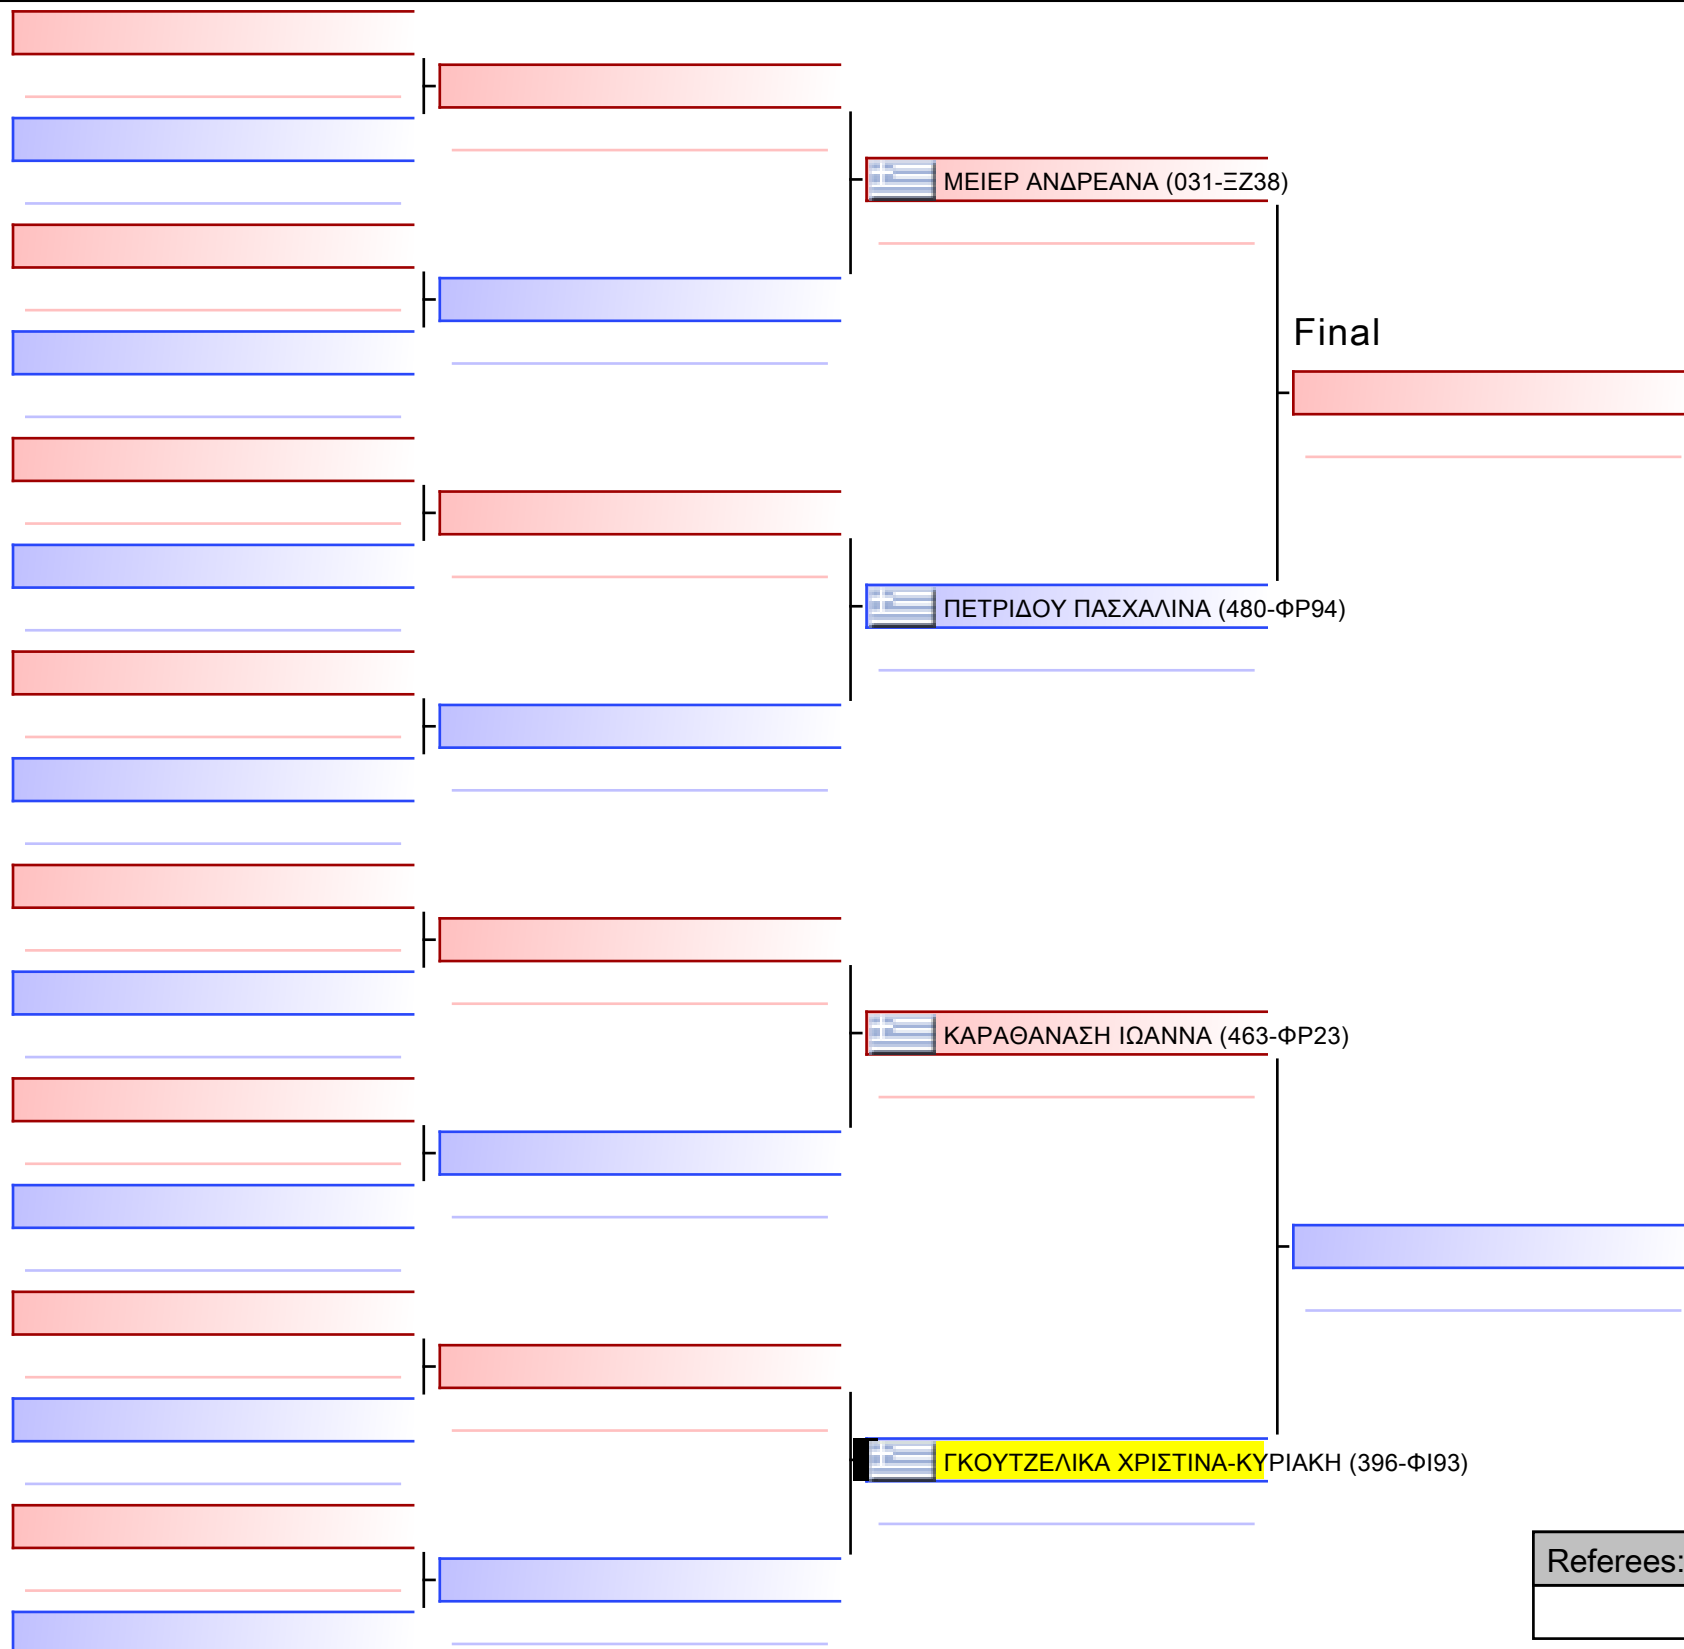 ΜΕΙΕΡ ΑΝΔΡΕΑΝΑ (031-ΞΖ38)
Final
ΠΕΤΡΙΔΟΥ ΠΑΣΧΑΛΙΝΑ (480-ΦΡ94)
ΚΑΡΑΘΑΝΑΣΗ ΙΩΑΝΝΑ (463-ΦΡ23)
ΓΚΟΥΤΖΕΛΙΚΑ ΧΡΙΣΤΙΝΑ-ΚΥΡΙΑΚΗ (396-ΦΙ93)
Referees: